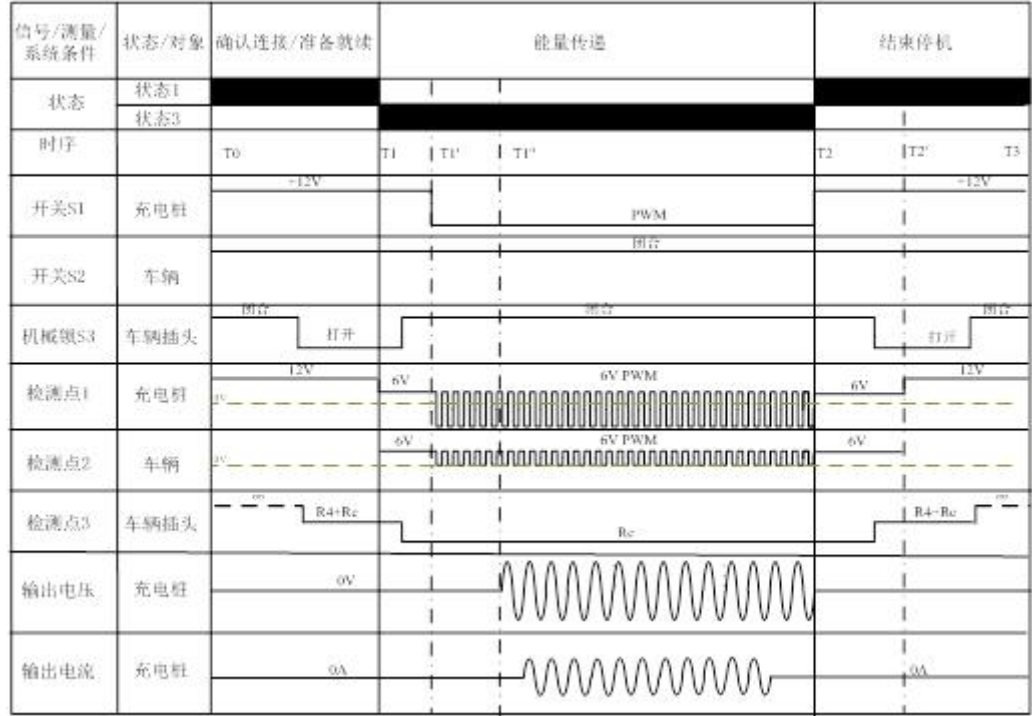 信号/测量/ 状态/对象 确认连接/准备就绪 能量传递 结束停机
系统条件
状态 状态1
状态3
时序 T0 T1 T1' T1" T2 T2' T3
开关S1 充电桩 +12V PWM +12V
开关S2 车辆 闭合
机械锁S3 车辆插头 闭合 打开 闭合 打开 闭合
检测点1 充电桩 12V 6V 6V PWM 6V 12V
0V
检测点2 车辆 0V 6V 6V PWM 6V
检测点3 车辆插头 ∞ R4+Rc Rc R4+Rc ∞
输出电压 充电桩 0V
输出电流 充电桩 0A 0A